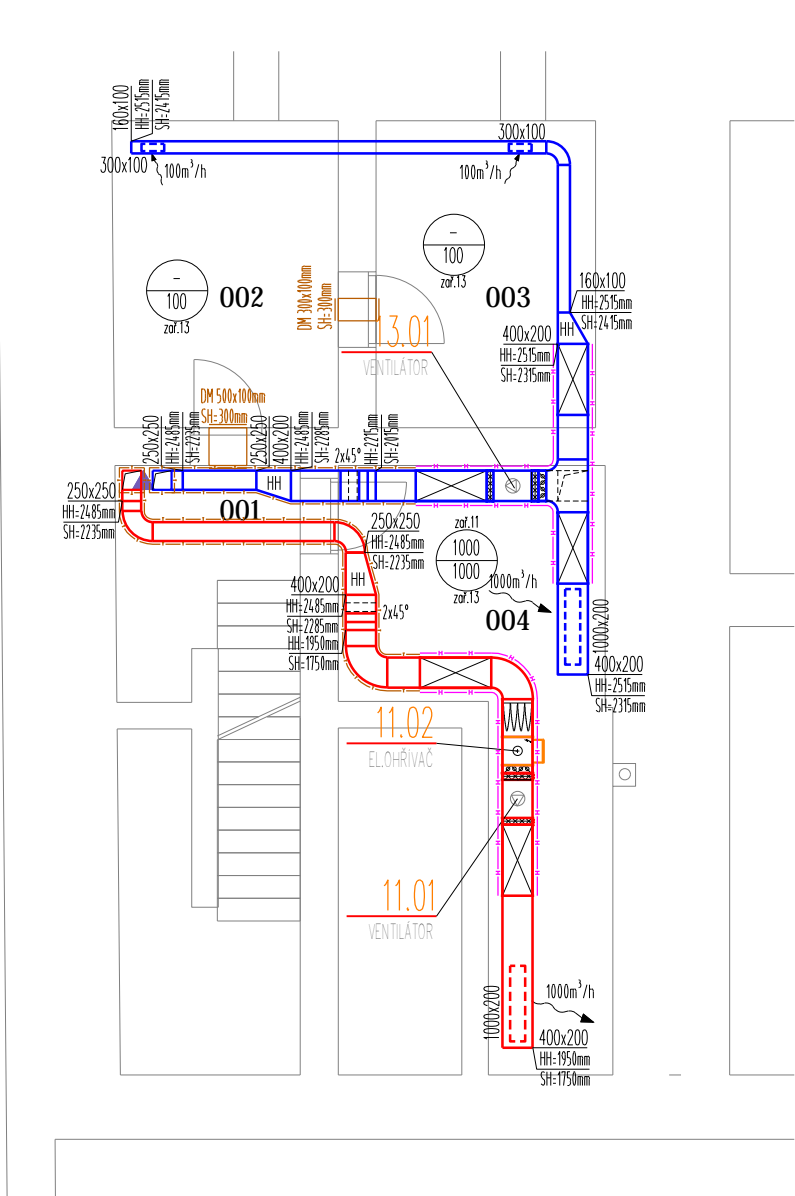 160x100
HH=2515mm
SH=2415mm
300x100
100m³/h
300x100
100m³/h
–
100
zař.13
002
–
100
zař.13
003
DM 300x100mm
SH=300mm
160x100
HH=2515mm
SH=2415mm
HH
400x200
HH=2515mm
SH=2315mm
13.01
VENTILÁTOR
DM 500x100mm
SH=300mm
250x250
HH=2485mm
SH=2235mm
250x250
400x200
HH=2485mm
SH=2285mm
2x45°
HH=2215mm
SH=2015mm
HH
250x250
HH=2485mm
SH=2235mm
001
250x250
HH=2485mm
SH=2235mm
zař.11
1000
1000
zař.13
1000m³/h
004
HH
400x200
HH=2485mm
SH=2285mm
HH=1950mm
SH=1750mm
2x45°
1000x200
400x200
HH=2515mm
SH=2315mm
11.02
EL.OHŘÍVAČ
11.01
VENTILÁTOR
1000x200
1000m³/h
400x200
HH=1950mm
SH=1750mm